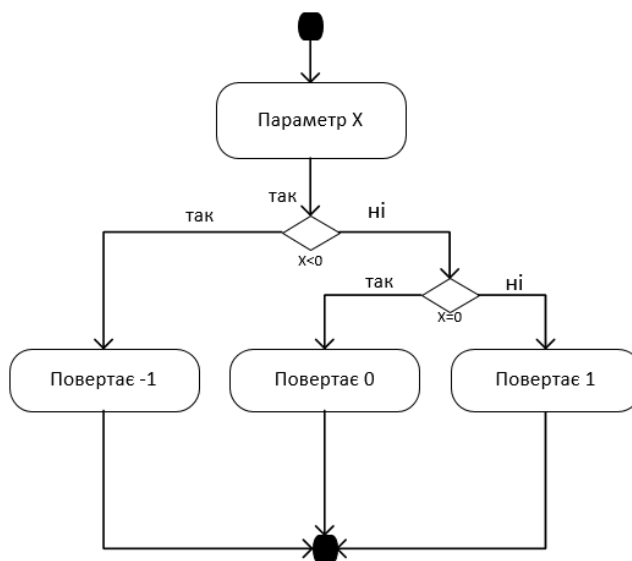 Параметр X
так
так
ні
X<0
так
ні
X=0
Повертає -1
Повертає 0
Повертає 1